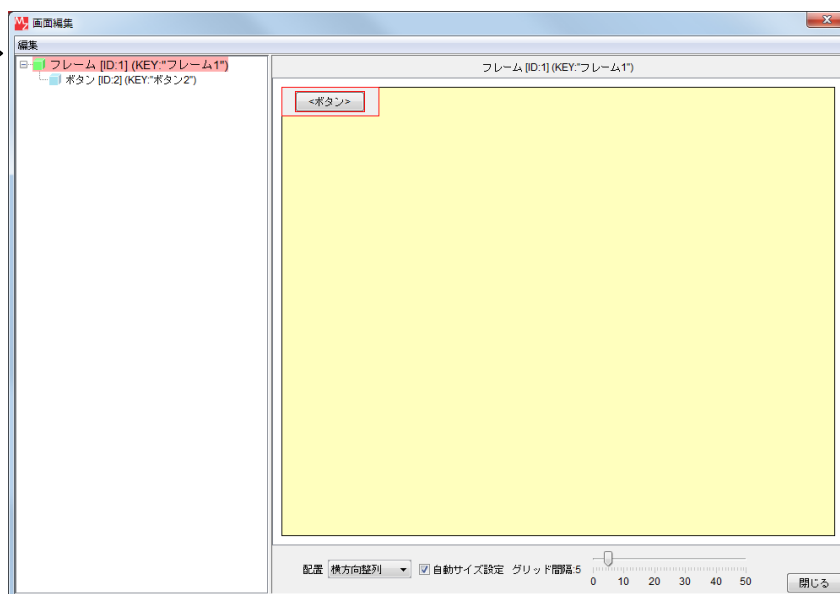 画面編集
編集
フレーム [ID:1] (KEY:"フレーム1")
ボタン [ID:2] (KEY:"ボタン2")
フレーム [ID:1] (KEY:"フレーム1")
<ボタン>
配置 横方向整列 自動サイズ設定 グリッド間隔:5
0 10 20 30 40 50
閉じる